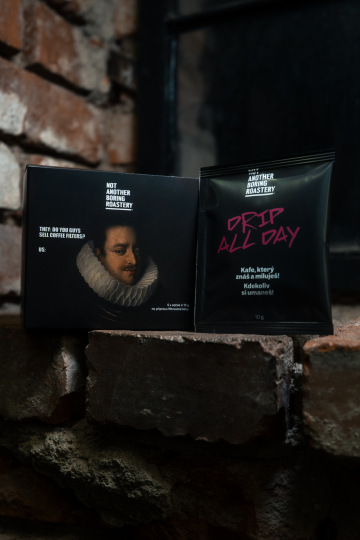 NOT
ANOTHER
BORING
ROASTERY
THEY: DO YOU GUYS
SELL COFFEE FILTERS?
US:
NOT
ANOTHER
BORING
ROASTERY
DRIP
ALL DAY
Kafe, který
znáš a miluješ!
Kdekoliv
si umaneš!
10 g